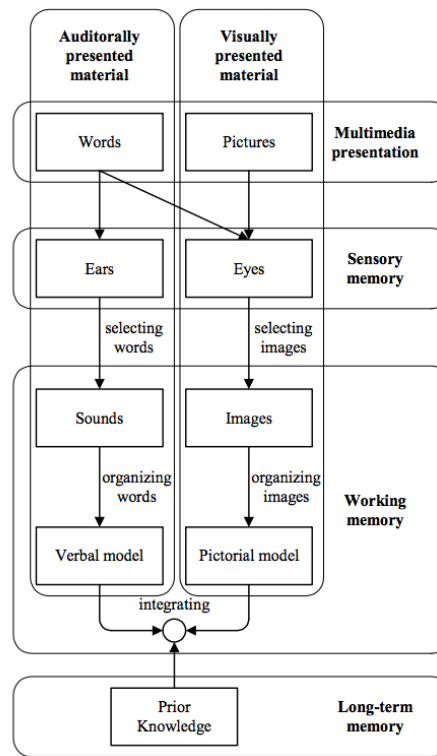 Auditorally
presented
material
Visually
presented
material
Words
Pictures
Multimedia
presentation
Ears
Eyes
Sensory
memory
selecting
words
selecting
images
Sounds
Images
organizing
words
organizing
images
Working
memory
Verbal model
Pictorial model
integrating
Prior
Knowledge
Long-term
memory